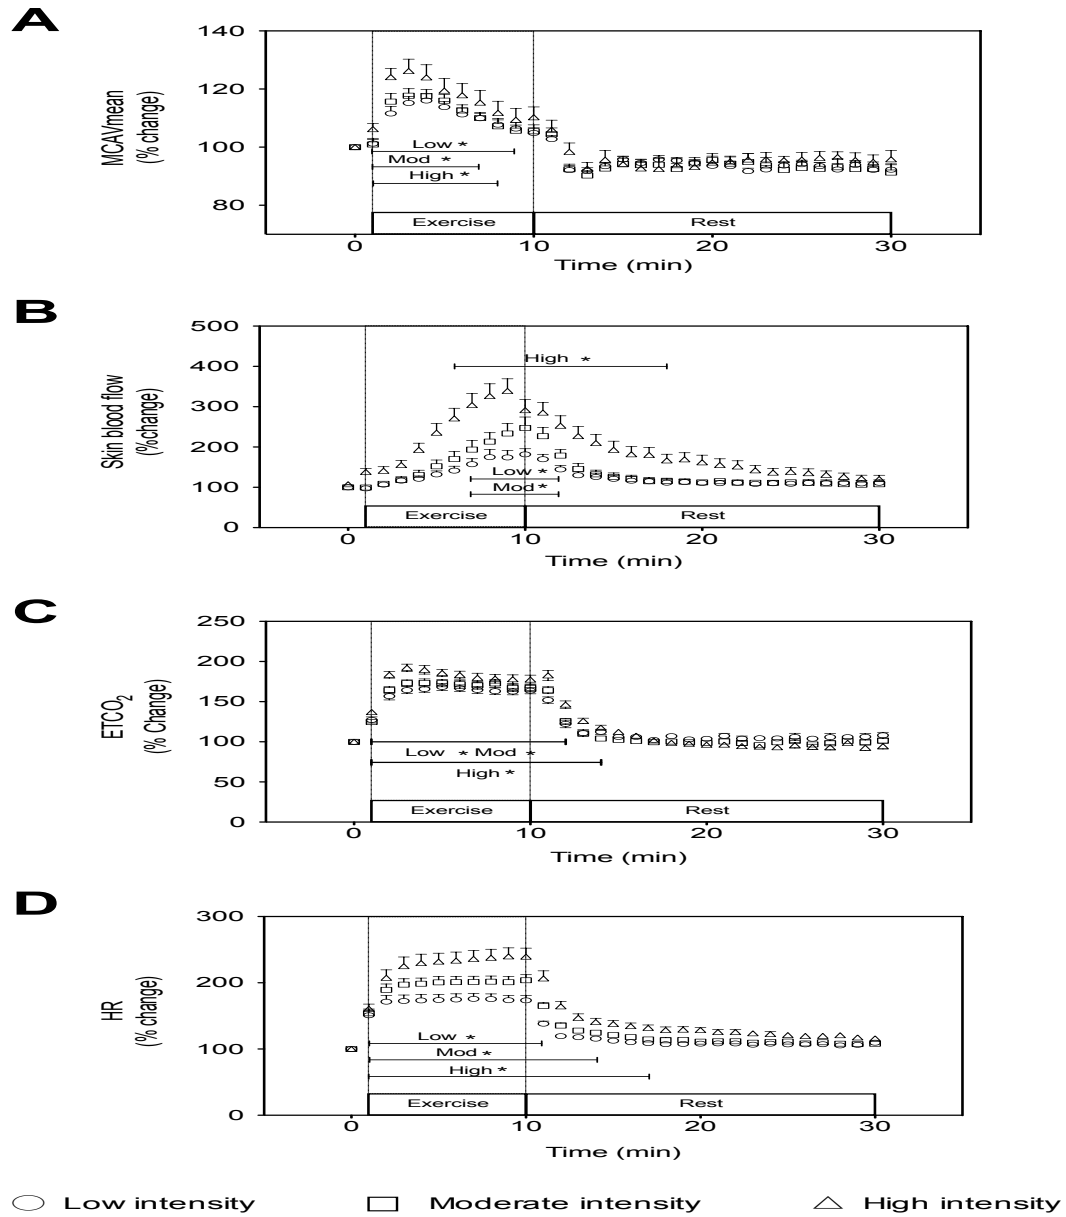 A
140
120
100
80
MCAVmean
(% change)
Low *
Mod *
High *
Exercise
Rest
0
10
20
30
Time (min)
B
500
400
300
200
100
0
Skin blood flow
(%change)
High *
Low *
Mod *
Exercise
Rest
0
10
20
30
Time (min)
C
250
200
150
100
50
0
ETCO2
(% Change)
Low * Mod *
High *
Exercise
Rest
0
10
20
30
Time (min)
D
300
200
100
0
HR
(% change)
Low *
Mod *
High *
Exercise
Rest
0
10
20
30
Time (min)
Low intensity
Moderate intensity
High intensity